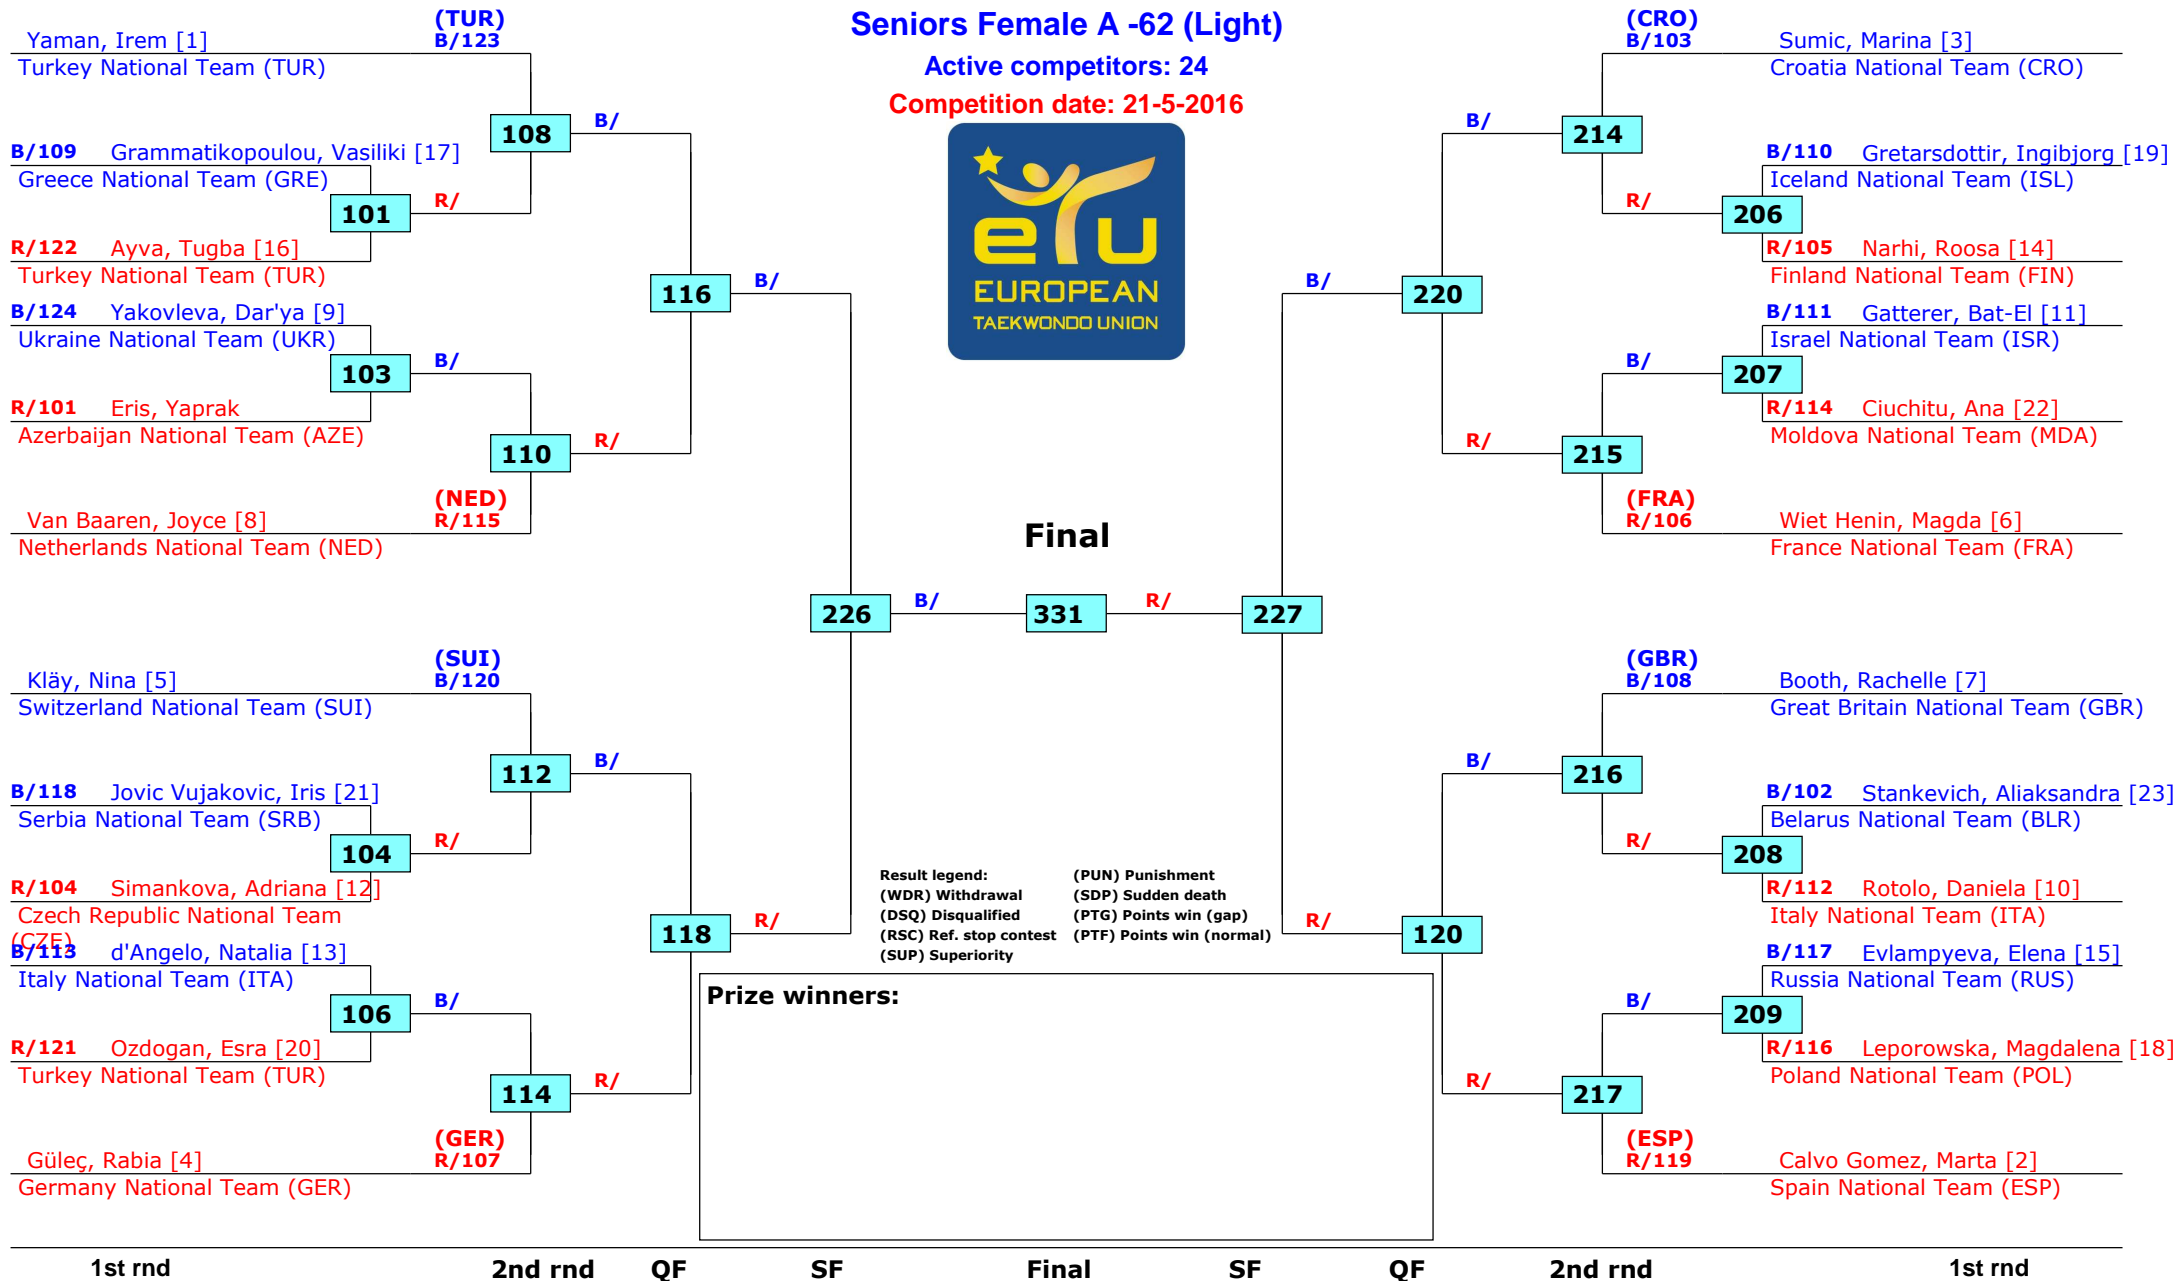 Seniors Female A -62 (Light)
Active competitors: 24
Competition date: 21-5-2016
eTU
EUROPEAN
TAEKWONDO UNION
Yaman, Irem [1]
Turkey National Team (TUR)
(TUR)
B/123
108
B/
B/109 Grammatikopoulou, Vasiliki [17]
Greece National Team (GRE)
101
R/
R/122 Ayva, Tugba [16]
Turkey National Team (TUR)
116
B/
B/124 Yakovleva, Dar'ya [9]
Ukraine National Team (UKR)
103
B/
R/101 Eris, Yaprak
Azerbaijan National Team (AZE)
110
R/
(NED)
R/115
Van Baaren, Joyce [8]
Netherlands National Team (NED)
226
B/
Kläy, Nina [5]
Switzerland National Team (SUI)
(SUI)
B/120
112
B/
B/118 Jovic Vujakovic, Iris [21]
Serbia National Team (SRB)
104
R/
R/104 Simankova, Adriana [12]
Czech Republic National Team
(CZE)
118
R/
B/113 d'Angelo, Natalia [13]
Italy National Team (ITA)
106
B/
R/121 Ozdogan, Esra [20]
Turkey National Team (TUR)
114
R/
(GER)
R/107
Güleç, Rabia [4]
Germany National Team (GER)
Final
331
R/
227
(CRO)
B/103
Sumic, Marina [3]
Croatia National Team (CRO)
B/
214
B/110 Gretarsdottir, Ingibjorg [19]
Iceland National Team (ISL)
R/
206
R/105 Narhi, Roosa [14]
Finland National Team (FIN)
B/
220
B/111 Gatterer, Bat-El [11]
Israel National Team (ISR)
B/
207
R/114 Ciuchitu, Ana [22]
Moldova National Team (MDA)
R/
215
(FRA)
R/106
Wiet Henin, Magda [6]
France National Team (FRA)
(GBR)
B/108
Booth, Rachelle [7]
Great Britain National Team (GBR)
B/
216
B/102 Stankevich, Aliaksandra [23]
Belarus National Team (BLR)
R/
208
R/112 Rotolo, Daniela [10]
Italy National Team (ITA)
R/
120
B/117 Evlampyeva, Elena [15]
Russia National Team (RUS)
B/
209
R/116 Leporowska, Magdalena [18]
Poland National Team (POL)
R/
217
(ESP)
R/119
Calvo Gomez, Marta [2]
Spain National Team (ESP)
Result legend: (PUN) Punishment
(WDR) Withdrawal (SDP) Sudden death
(DSQ) Disqualified (PTG) Points win (gap)
(RSC) Ref. stop contest (PTF) Points win (normal)
(SUP) Superiority
Prize winners:
1st rnd 2nd rnd QF SF Final SF QF 2nd rnd 1st rnd